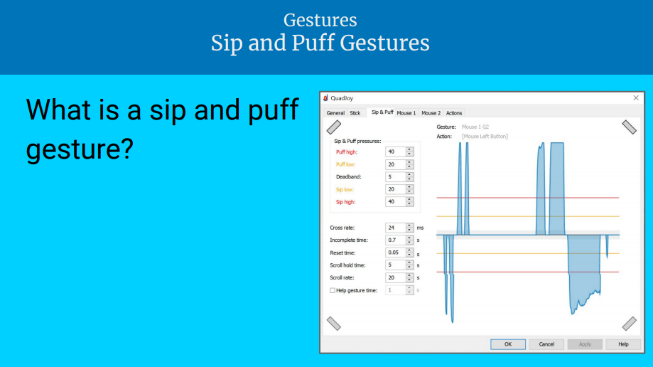 Gestures
Sip and Puff Gestures
What is a sip and puff
gesture?
QuadJoy
General Stick Sip & Puff Mouse 1 Mouse 2 Actions
Gesture: Mouse 1-G2
Action: [Mouse Left Button]
Sip & Puff pressures:
Puff high: 40
Puff low: 20
Deadband: 5
Sip low: 20
Sip high: 40
Cross rate: 24 ms
Incomplete time: 0.7 s
Reset time: 0.05 s
Scroll hold time: 5 s
Scroll rate: 20 s
Help gesture time: 1 s
OK Cancel Apply Help